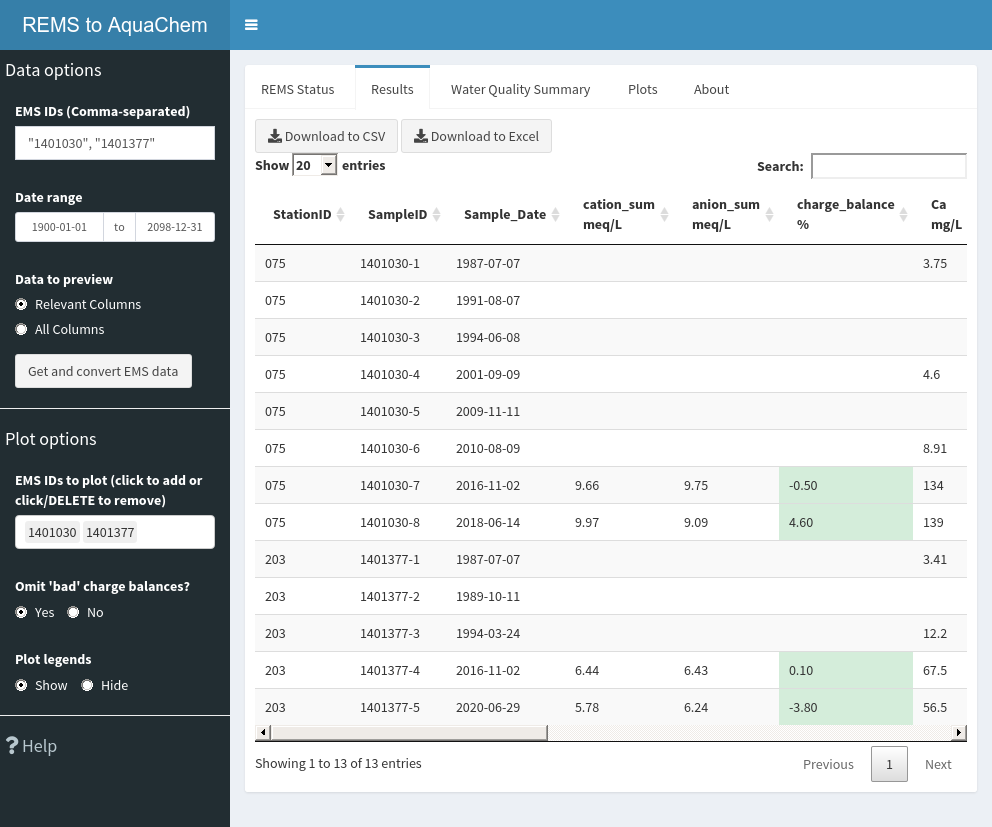 REMS to AquaChem
Data options
EMS IDs (Comma-separated)
"1401030", "1401377"
Date range
1900-01-01 to 2098-12-31
Data to preview
Relevant Columns
All Columns
Get and convert EMS data
Plot options
EMS IDs to plot (click to add or
click/DELETE to remove)
1401030 1401377
Omit 'bad' charge balances?
Yes No
Plot legends
Show Hide
? Help
REMS Status Results Water Quality Summary Plots About
Download to CSV Download to Excel
Show 20 entries Search:
StationID SampleID Sample_Date cation_sum meq/L anion_sum meq/L charge_balance % Ca mg/L
075 1401030-1 1987-07-07 3.75
075 1401030-2 1991-08-07
075 1401030-3 1994-06-08
075 1401030-4 2001-09-09 4.6
075 1401030-5 2009-11-11
075 1401030-6 2010-08-09 8.91
075 1401030-7 2016-11-02 9.66 9.75 -0.50 134
075 1401030-8 2018-06-14 9.97 9.09 4.60 139
203 1401377-1 1987-07-07 3.41
203 1401377-2 1989-10-11
203 1401377-3 1994-03-24 12.2
203 1401377-4 2016-11-02 6.44 6.43 0.10 67.5
203 1401377-5 2020-06-29 5.78 6.24 -3.80 56.5
Showing 1 to 13 of 13 entries Previous 1 Next